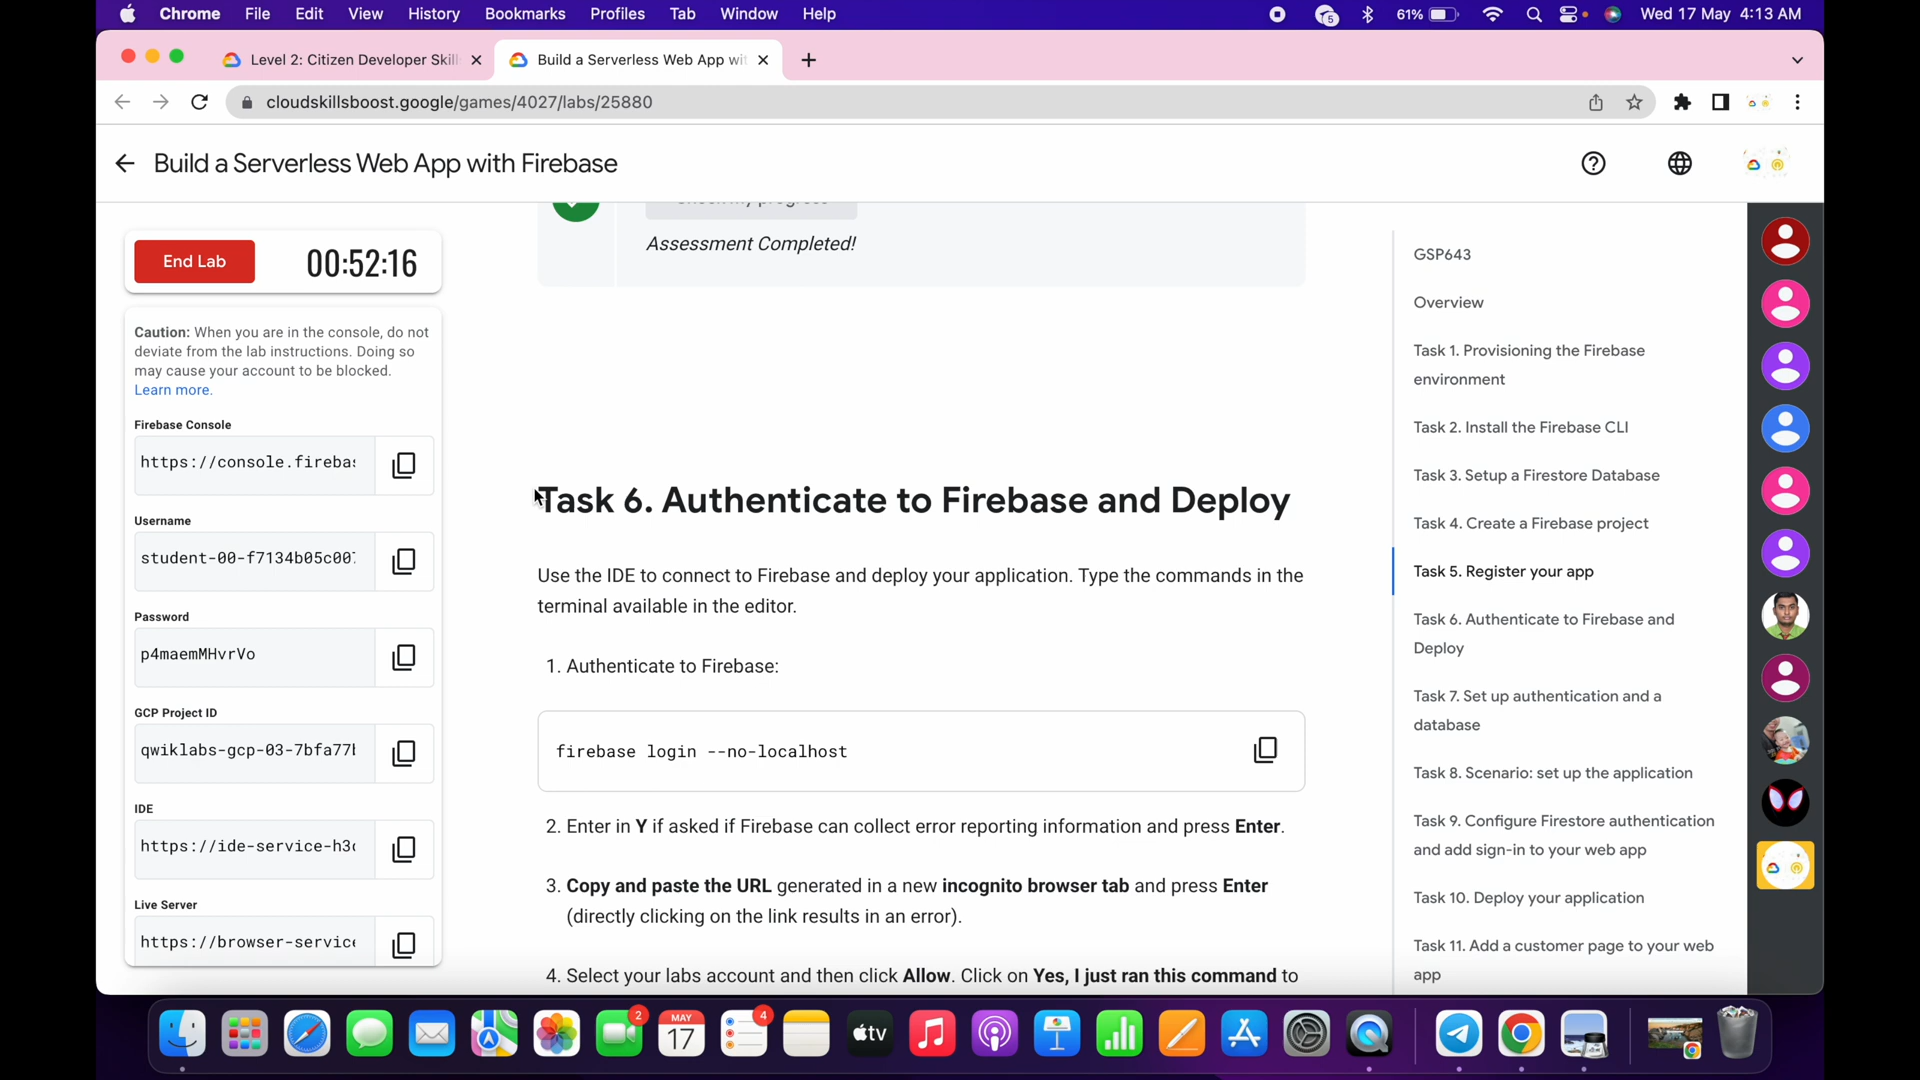 Chrome File Edit View History Bookmarks Profiles Tab Window Help
5
61%
Wed 17 May 4:13 AM
Level 2: Citizen Developer Skill
Build a Serverless Web App wit
cloudskillsboost.google/games/4027/labs/25880
Build a Serverless Web App with Firebase
End Lab
00:52:16
Caution: When you are in the console, do not
deviate from the lab instructions. Doing so
may cause your account to be blocked.
Learn more.
Firebase Console
https://console.firebas
Username
student-00-f7134b05c00
Password
p4maemMHvrVo
GCP Project ID
qwiklabs-gcp-03-7bfa77
IDE
https://ide-service-h3
Live Server
https://browser-service
Assessment Completed!
Task 6. Authenticate to Firebase and Deploy
Use the IDE to connect to Firebase and deploy your application. Type the commands in the
terminal available in the editor.
1. Authenticate to Firebase:
firebase login --no-localhost
2. Enter in Y if asked if Firebase can collect error reporting information and press Enter.
3. Copy and paste the URL generated in a new incognito browser tab and press Enter
(directly clicking on the link results in an error).
4. Select your labs account and then click Allow. Click on Yes, I just ran this command to
GSP643
Overview
Task 1. Provisioning the Firebase
environment
Task 2. Install the Firebase CLI
Task 3. Setup a Firestore Database
Task 4. Create a Firebase project
Task 5. Register your app
Task 6. Authenticate to Firebase and
Deploy
Task 7. Set up authentication and a
database
Task 8. Scenario: set up the application
Task 9. Configure Firestore authentication
and add sign-in to your web app
Task 10. Deploy your application
Task 11. Add a customer page to your web
app
2
MAY
17
4
tv